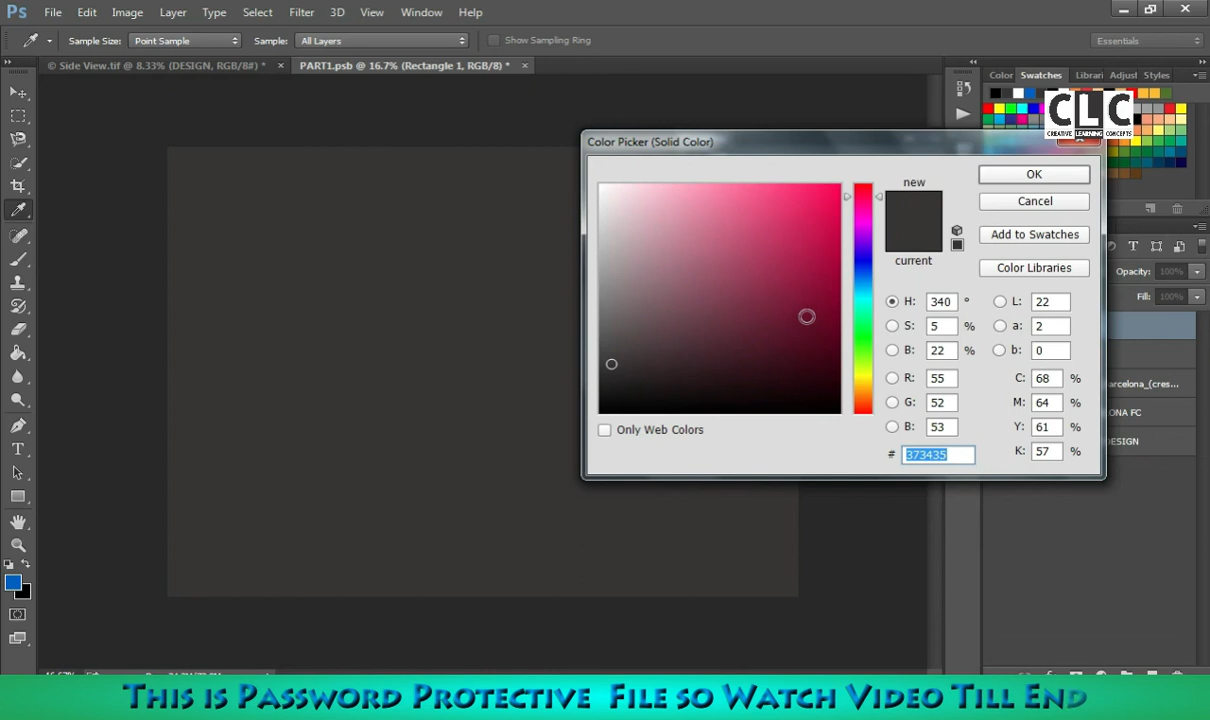 Ps File Edit Image Layer Type Select Filter 3D View Window Help
Sample Size: Point Sample Sample: All Layers Show Sampling Ring Essentials
© Side View.tif @ 8.33% (DESIGN, RGB/8#) * × PART1.psb @ 16.7% (Rectangle 1, RGB/8) * ×
Color Swatches Librari Adjust Styles
CLC
CREATIVE LEARNING CONCEPTS
Color Picker (Solid Color)
new
current
OK
Cancel
Add to Swatches
Color Libraries
Opacity: 100%
Fill: 100%
H: 340 ° L: 22
S: 5 % a: 2
B: 22 % b: 0
R: 55 C: 68 %
G: 52 M: 64 %
B: 53 Y: 61 %
# 373435 K: 57 %
Only Web Colors
arcelona_(cres...
LONA FC
DESIGN
This is Password Protective File so Watch Video Till End